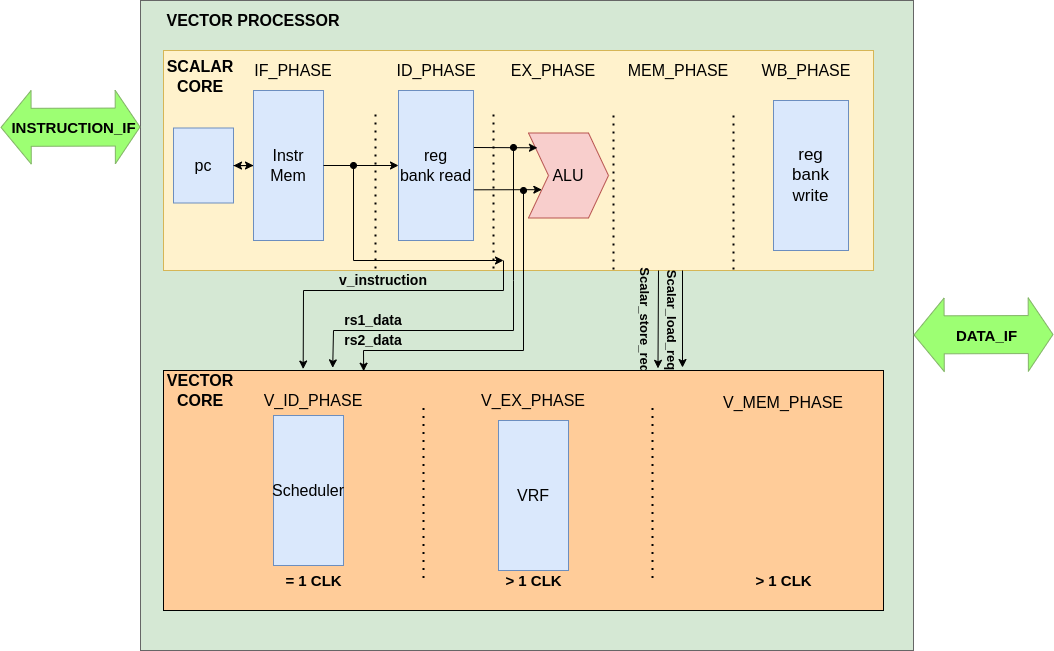 VECTOR PROCESSOR
SCALAR
CORE
IF_PHASE
ID_PHASE
EX_PHASE
MEM_PHASE
WB_PHASE
INSTRUCTION_IF
pc
Instr
Mem
reg
bank read
ALU
reg
bank
write
v_instruction
rs1_data
rs2_data
Scalar_store_rec
Scalar_load_req
DATA_IF
VECTOR
CORE
V_ID_PHASE
V_EX_PHASE
V_MEM_PHASE
Scheduler
VRF
= 1 CLK
> 1 CLK
> 1 CLK